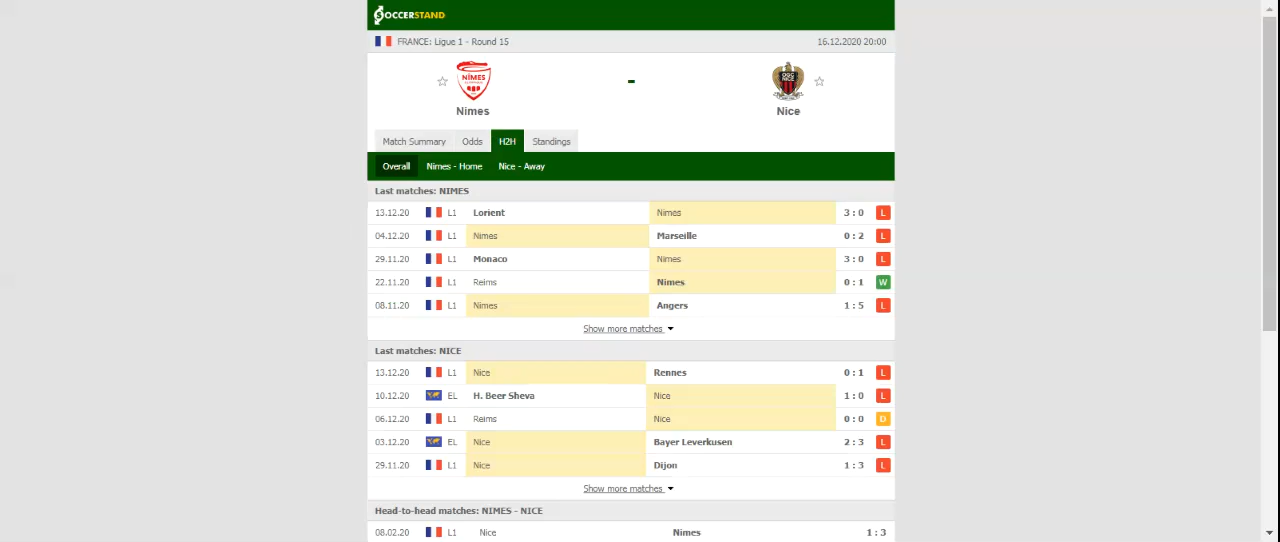 SOCCERSTAND
FRANCE: Ligue 1 - Round 15 16.12.2020 20:00
NÎMES OGC NICE
-
Nimes Nice
Match Summary Odds H2H Standings
Overall Nimes - Home Nice - Away
Last matches: NIMES
13.12.20 L1 Lorient Nimes 3 : 0 L
04.12.20 L1 Nimes Marseille 0 : 2 L
29.11.20 L1 Monaco Nimes 3 : 0 L
22.11.20 L1 Reims Nimes 0 : 1 W
08.11.20 L1 Nimes Angers 1 : 5 L
Show more matches
Last matches: NICE
13.12.20 L1 Nice Rennes 0 : 1 L
10.12.20 EL H. Beer Sheva Nice 1 : 0 L
06.12.20 L1 Reims Nice 0 : 0 D
03.12.20 EL Nice Bayer Leverkusen 2 : 3 L
29.11.20 L1 Nice Dijon 1 : 3 L
Show more matches
Head-to-head matches: NIMES - NICE
08.02.20 L1 Nice Nimes 1 : 3